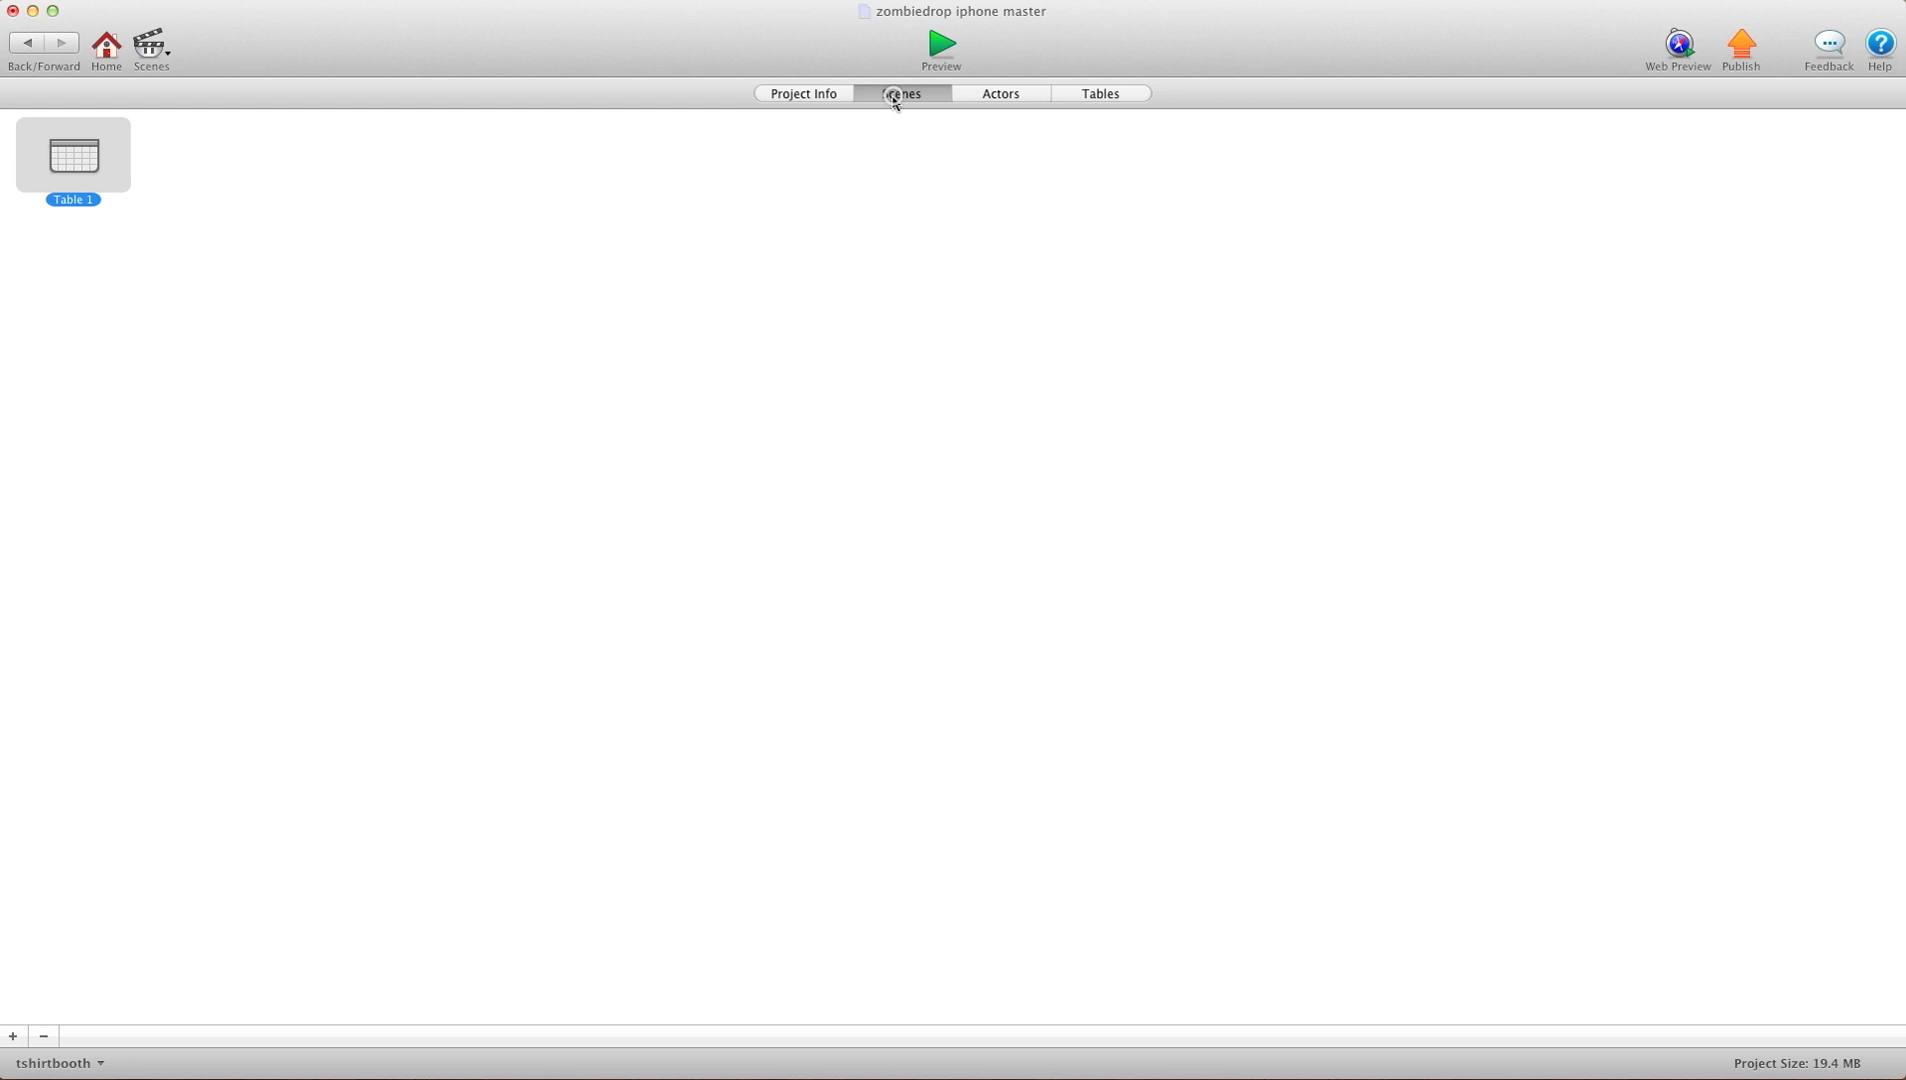 zombiedrop iphone master
Back/Forward Home Scenes Preview Web Preview Publish Feedback Help
Project Info Scenes Actors Tables
Table 1
+ −
tshirtbooth Project Size: 19.4 MB